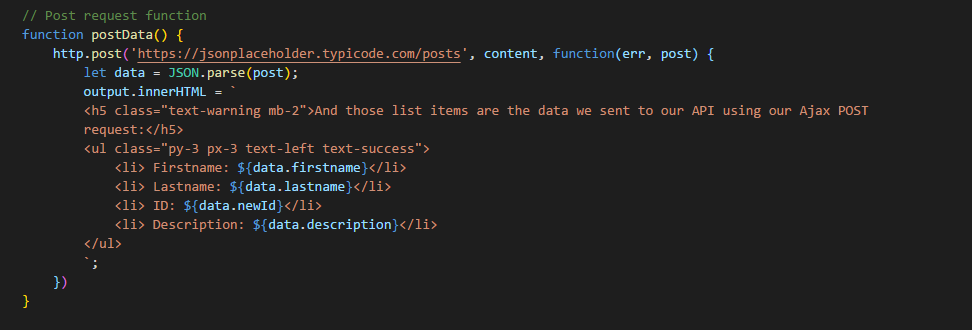 // Post request function
function postData() {
http.post('https://jsonplaceholder.typicode.com/posts', content, function(err, post) {
let data = JSON.parse(post);
output.innerHTML = `
<h5 class="text-warning mb-2">And those list items are the data we sent to our API using our Ajax POST
request:</h5>
<ul class="py-3 px-3 text-left text-success">
<li> Firstname: ${data.firstname}</li>
<li> Lastname: ${data.lastname}</li>
<li> ID: ${data.newId}</li>
<li> Description: ${data.description}</li>
</ul>
`;
})
}